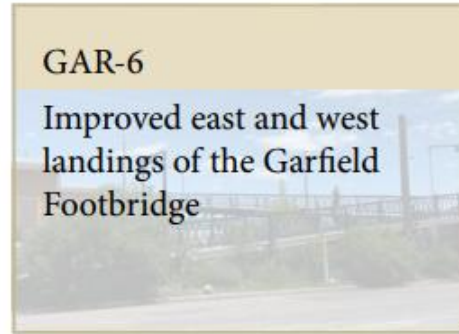 GAR-6
Improved east and west
landings of the Garfield
Footbridge